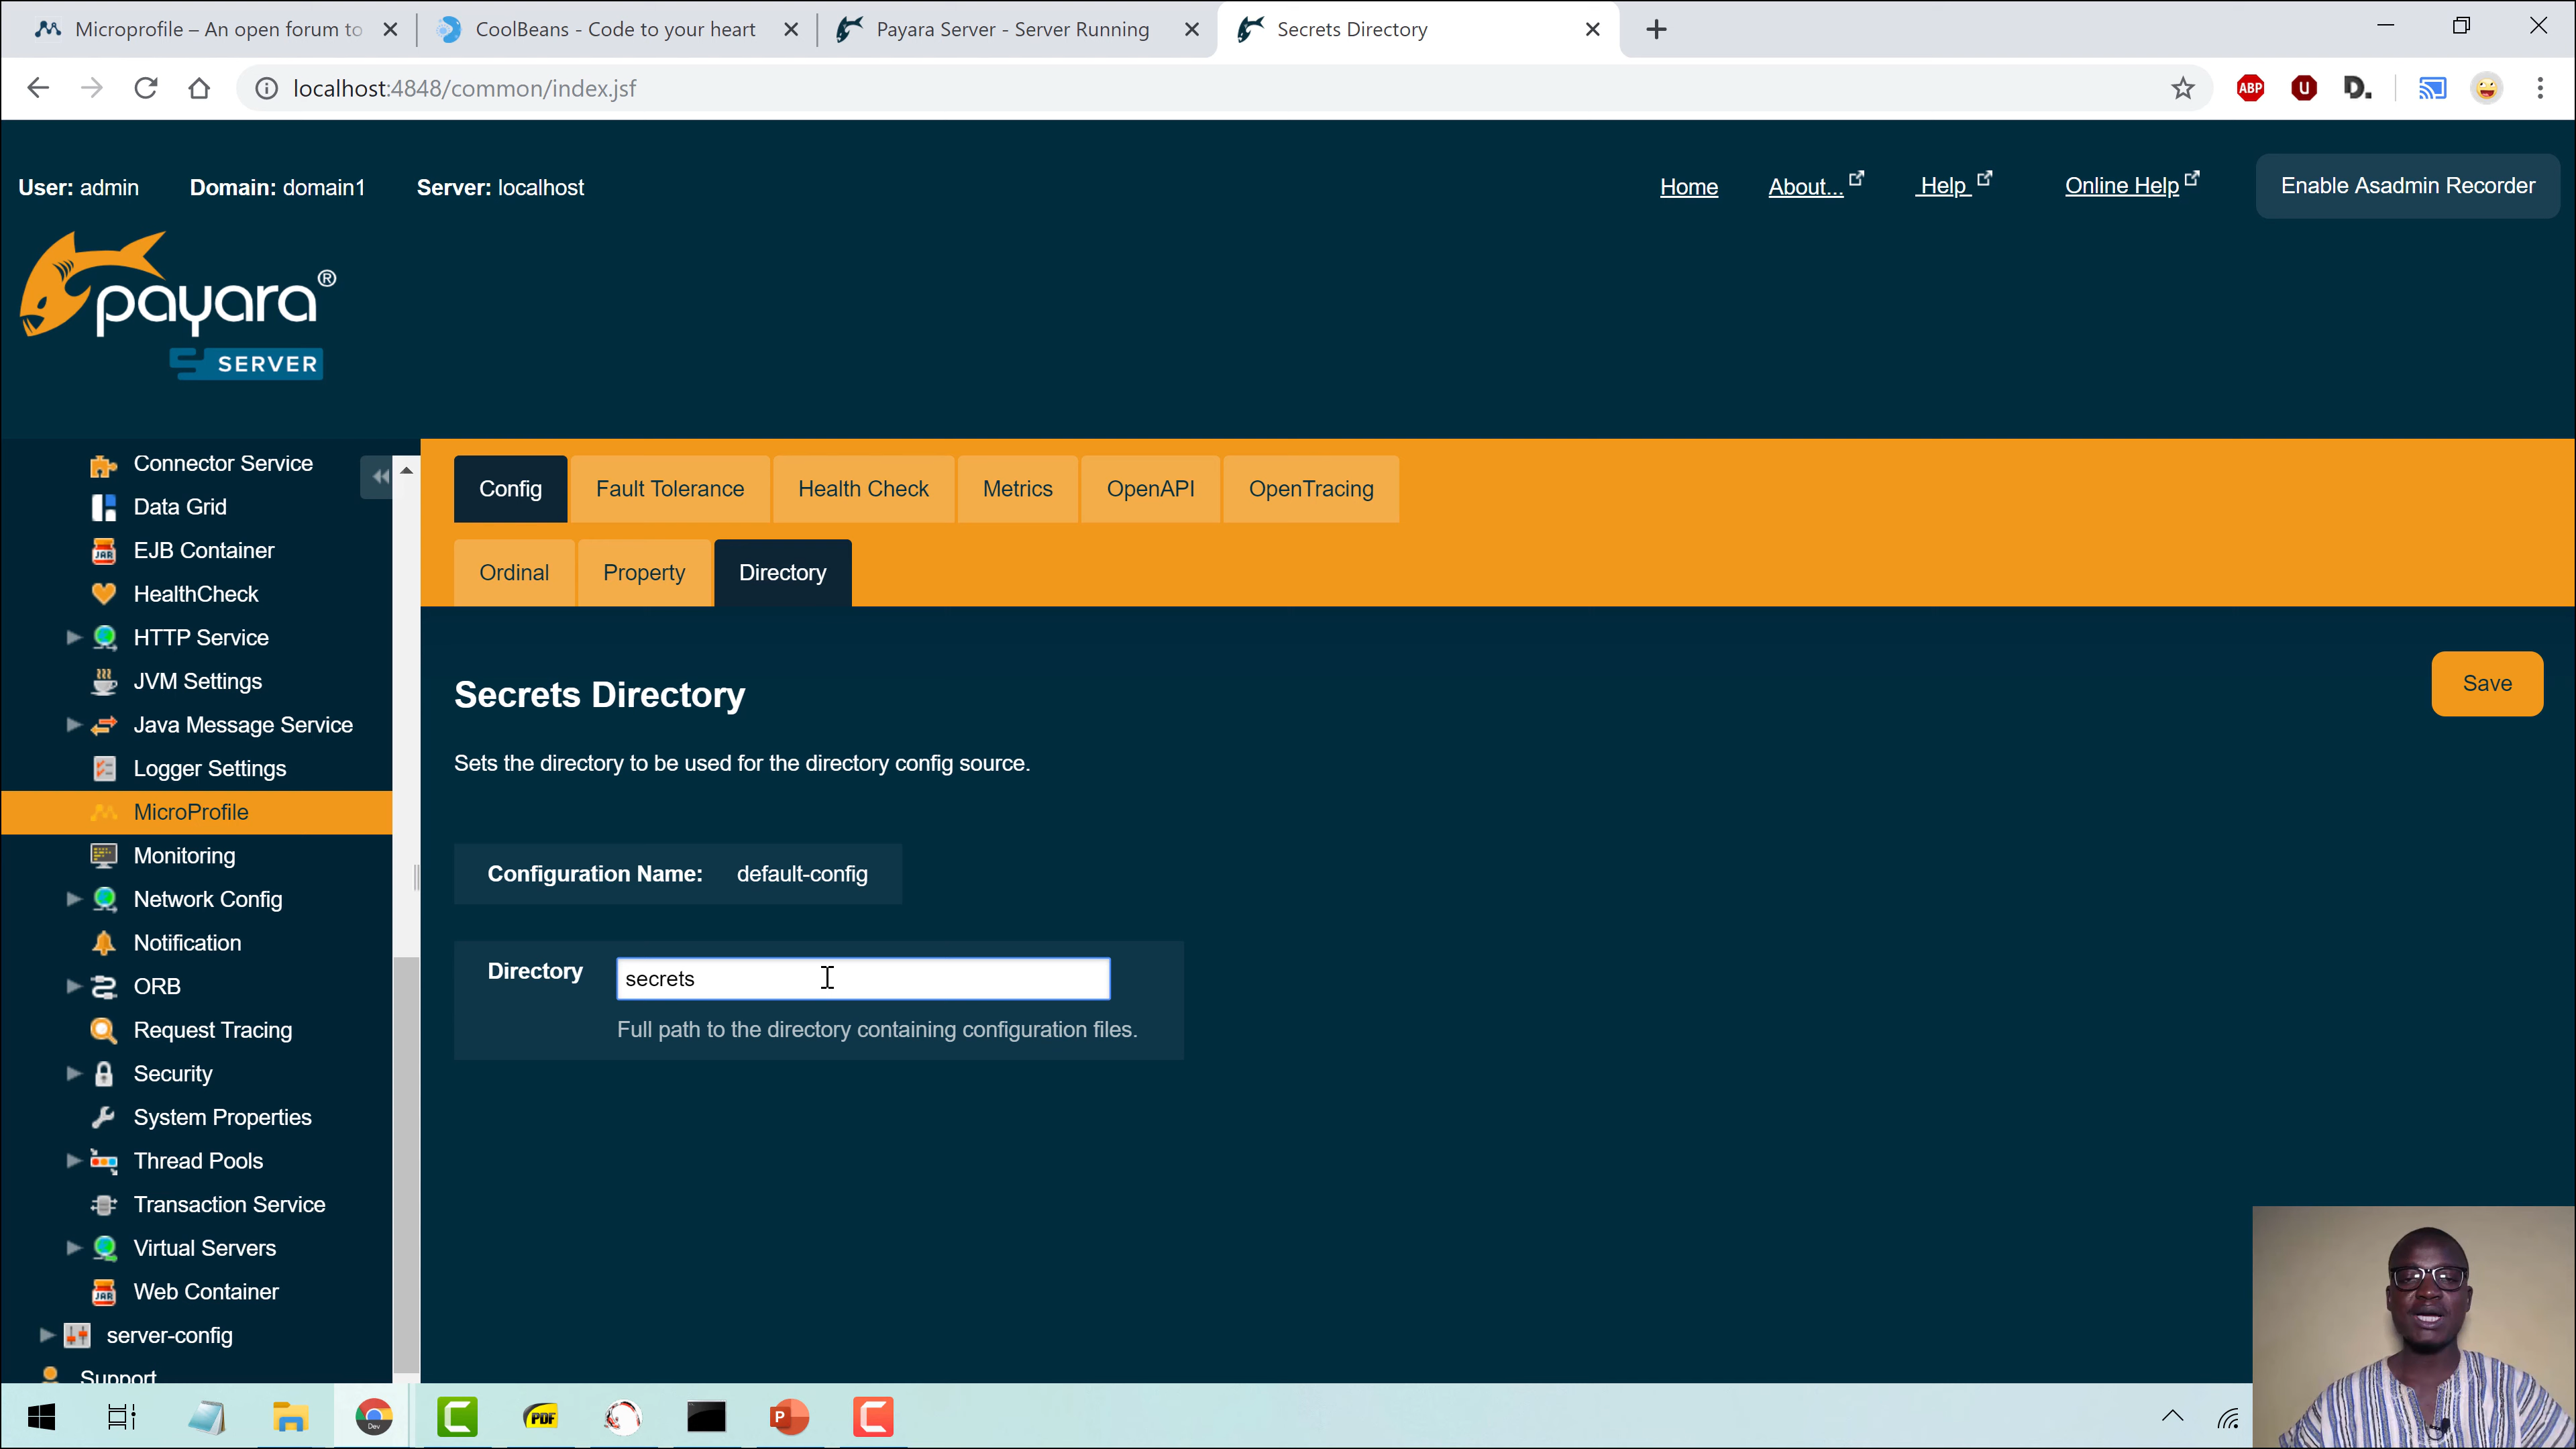 Microprofile – An open forum to
CoolBeans - Code to your heart
Payara Server - Server Running
Secrets Directory
localhost:4848/common/index.jsf
ABP
U
D.
User: admin
Domain: domain1
Server: localhost
Home
About...
Help
Online Help
Enable Asadmin Recorder
payara®
SERVER
Connector Service
Data Grid
EJB Container
HealthCheck
HTTP Service
JVM Settings
Java Message Service
Logger Settings
MicroProfile
Monitoring
Network Config
Notification
ORB
Request Tracing
Security
System Properties
Thread Pools
Transaction Service
Virtual Servers
Web Container
server-config
Support
Config
Fault Tolerance
Health Check
Metrics
OpenAPI
OpenTracing
Ordinal
Property
Directory
Secrets Directory
Save
Sets the directory to be used for the directory config source.
Configuration Name: default-config
Directory
secrets
Full path to the directory containing configuration files.
JAR
JAR
Dev
C
PDF
P
C